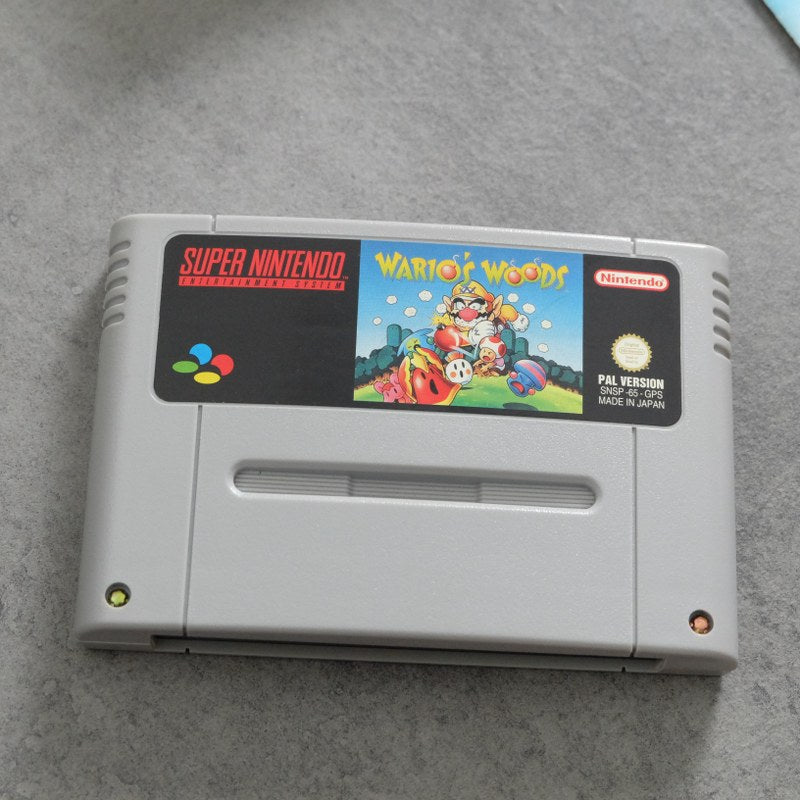 SUPER NINTENDO
ENTERTAINMENT SYSTEM
WARIO'S WOODS
Nintendo
PAL VERSION
SNSP-65-GPS
MADE IN JAPAN